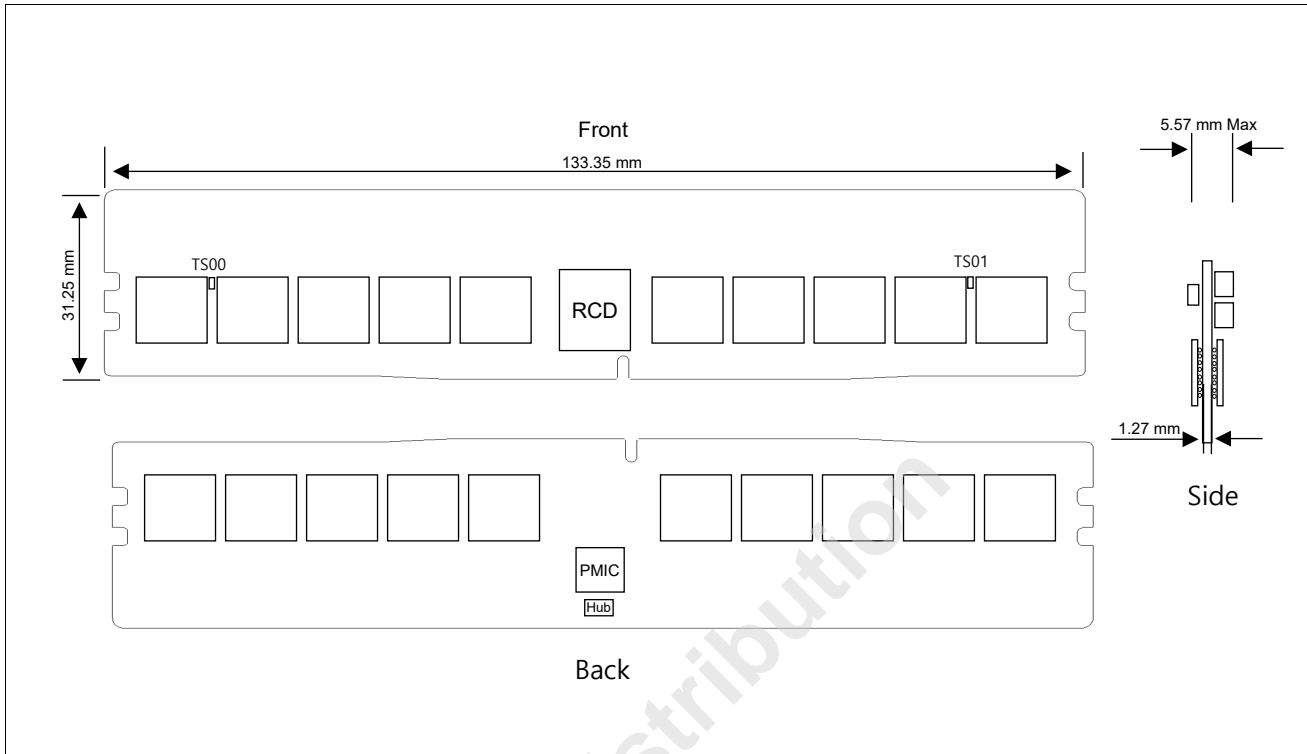 Front
133.35 mm
5.57 mm Max
31.25 mm
TS00
TS01
RCD
1.27 mm
Side
PMIC
Hub
Back